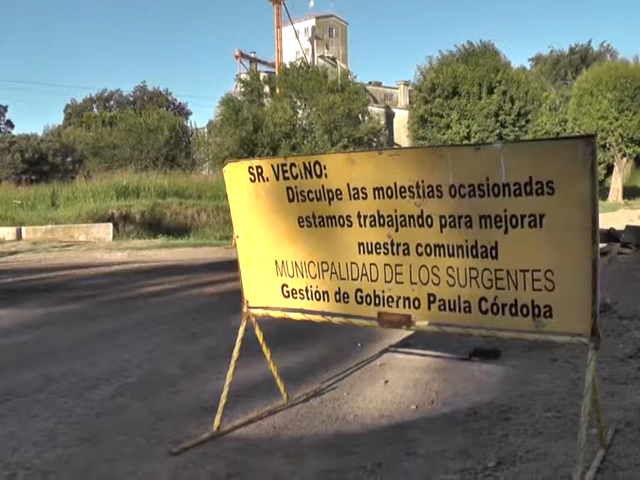 SR. VECINO:
Disculpe las molestias ocasionadas
estamos trabajando para mejorar
nuestra comunidad
MUNICIPALIDAD DE LOS SURGENTES
Gestión de Gobierno Paula Córdoba